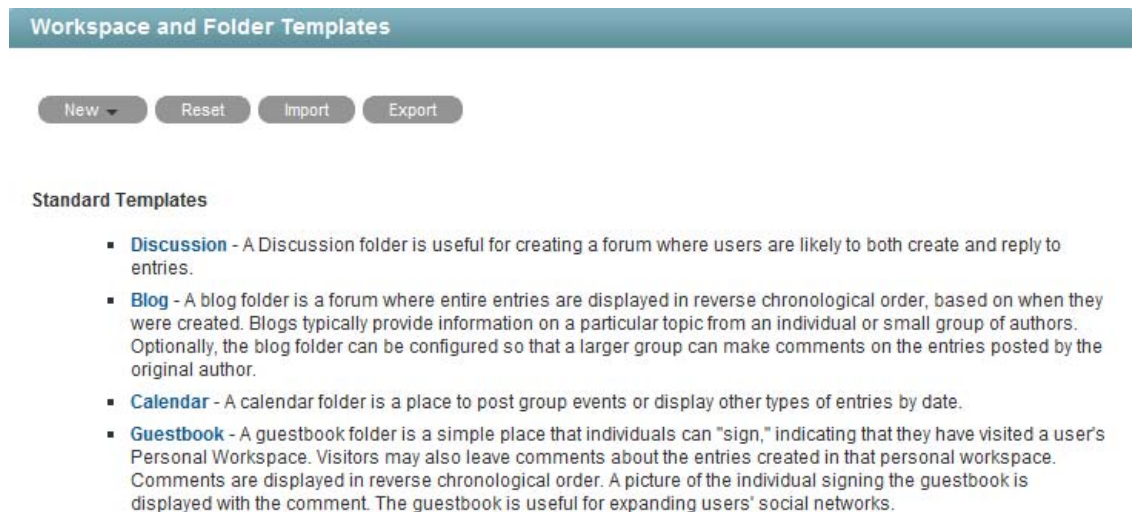 Workspace and Folder Templates
New Reset Import Export
Standard Templates
▪ Discussion - A Discussion folder is useful for creating a forum where users are likely to both create and reply to
entries.
▪ Blog - A blog folder is a forum where entire entries are displayed in reverse chronological order, based on when they
were created. Blogs typically provide information on a particular topic from an individual or small group of authors.
Optionally, the blog folder can be configured so that a larger group can make comments on the entries posted by the
original author.
▪ Calendar - A calendar folder is a place to post group events or display other types of entries by date.
▪ Guestbook - A guestbook folder is a simple place that individuals can "sign," indicating that they have visited a user's
Personal Workspace. Visitors may also leave comments about the entries created in that personal workspace.
Comments are displayed in reverse chronological order. A picture of the individual signing the guestbook is
displayed with the comment. The guestbook is useful for expanding users' social networks.